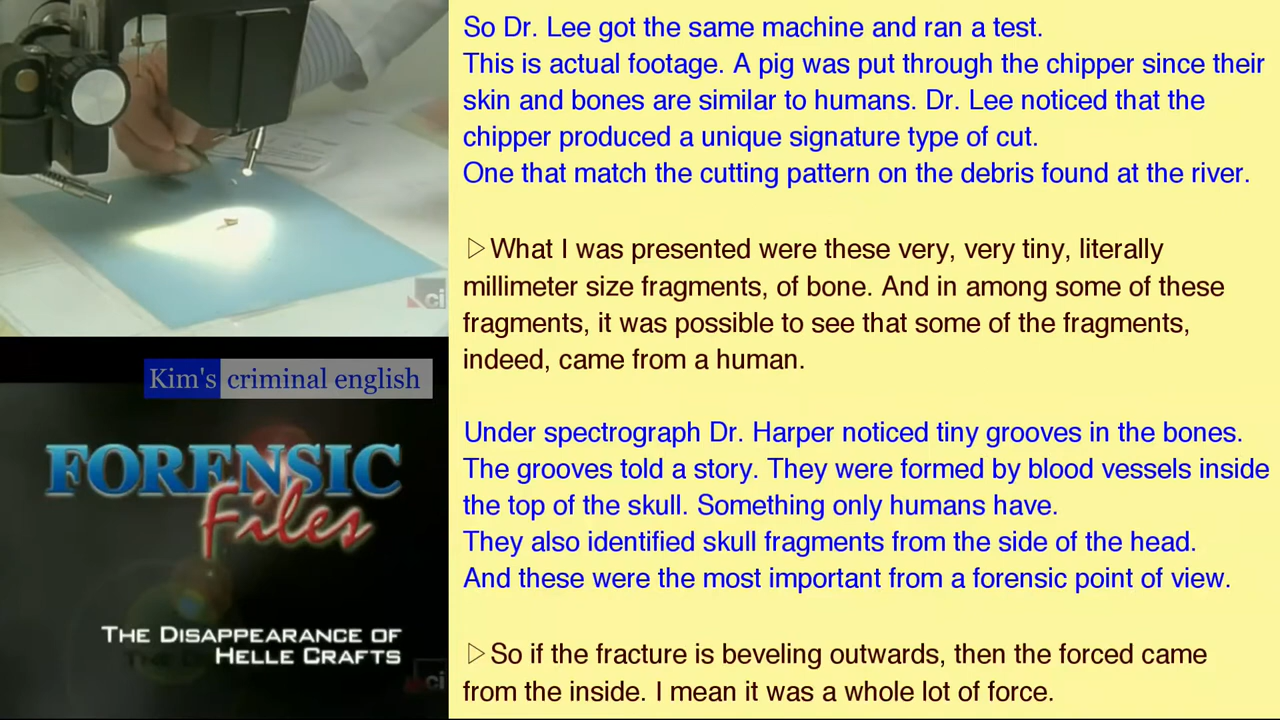 So Dr. Lee got the same machine and ran a test.
This is actual footage. A pig was put through the chipper since their
skin and bones are similar to humans. Dr. Lee noticed that the
chipper produced a unique signature type of cut.
One that match the cutting pattern on the debris found at the river.
▷What I was presented were these very, very tiny, literally
millimeter size fragments, of bone. And in among some of these
fragments, it was possible to see that some of the fragments,
indeed, came from a human.
Under spectrograph Dr. Harper noticed tiny grooves in the bones.
The grooves told a story. They were formed by blood vessels inside
the top of the skull. Something only humans have.
They also identified skull fragments from the side of the head.
And these were the most important from a forensic point of view.
▷So if the fracture is beveling outwards, then the forced came
from the inside. I mean it was a whole lot of force.
ci
Kim's criminal english
FORENSIC
Files
THE DISAPPEARANCE OF
HELLE CRAFTS
ci